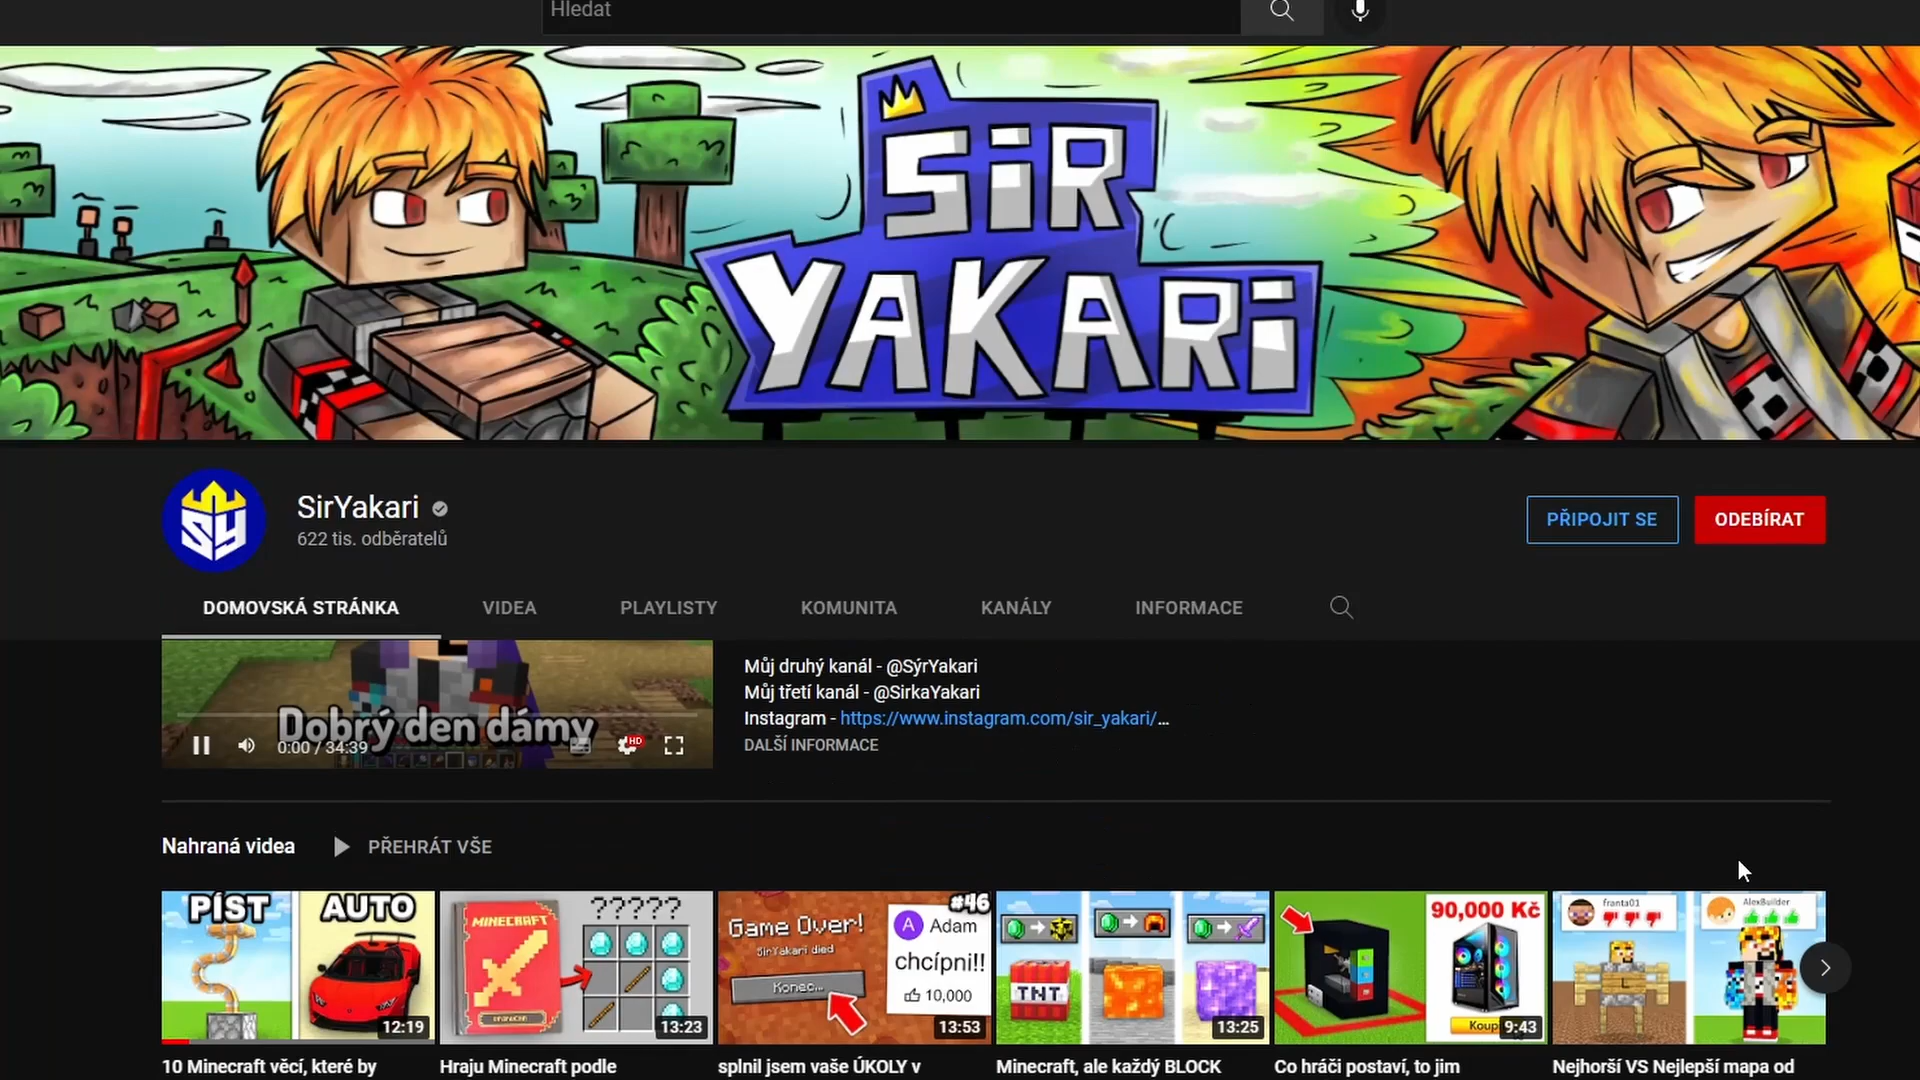 Hledat
SiR
YAKARi
SY
SirYakari
622 tis. odběratelů
PŘIPOJIT SE
ODEBÍRAT
DOMOVSKÁ STRÁNKA
VIDEA
PLAYLISTY
KOMUNITA
KANÁLY
INFORMACE
Dobrý den dámy
0:00 / 34:39
HD
Můj druhý kanál - @SýrYakari
Můj třetí kanál - @SirkaYakari
Instagram - https://www.instagram.com/sir_yakari/...
DALŠÍ INFORMACE
Nahraná videa
PŘEHRÁT VŠE
PÍST
AUTO
12:19
10 Minecraft věcí, které by
MINECRAFT
?????
13:23
Hraju Minecraft podle
#46
Game Over!
SirYakari died
Konec...
A Adam
chcípni!!
10,000
13:53
splnil jsem vaše ÚKOLY v
TNT
13:25
Minecraft, ale každý BLOCK
90,000 Kč
Koup
9:43
Co hráči postaví, to jim
franta01
AlexBuilder
Nejhorší VS Nejlepší mapa od